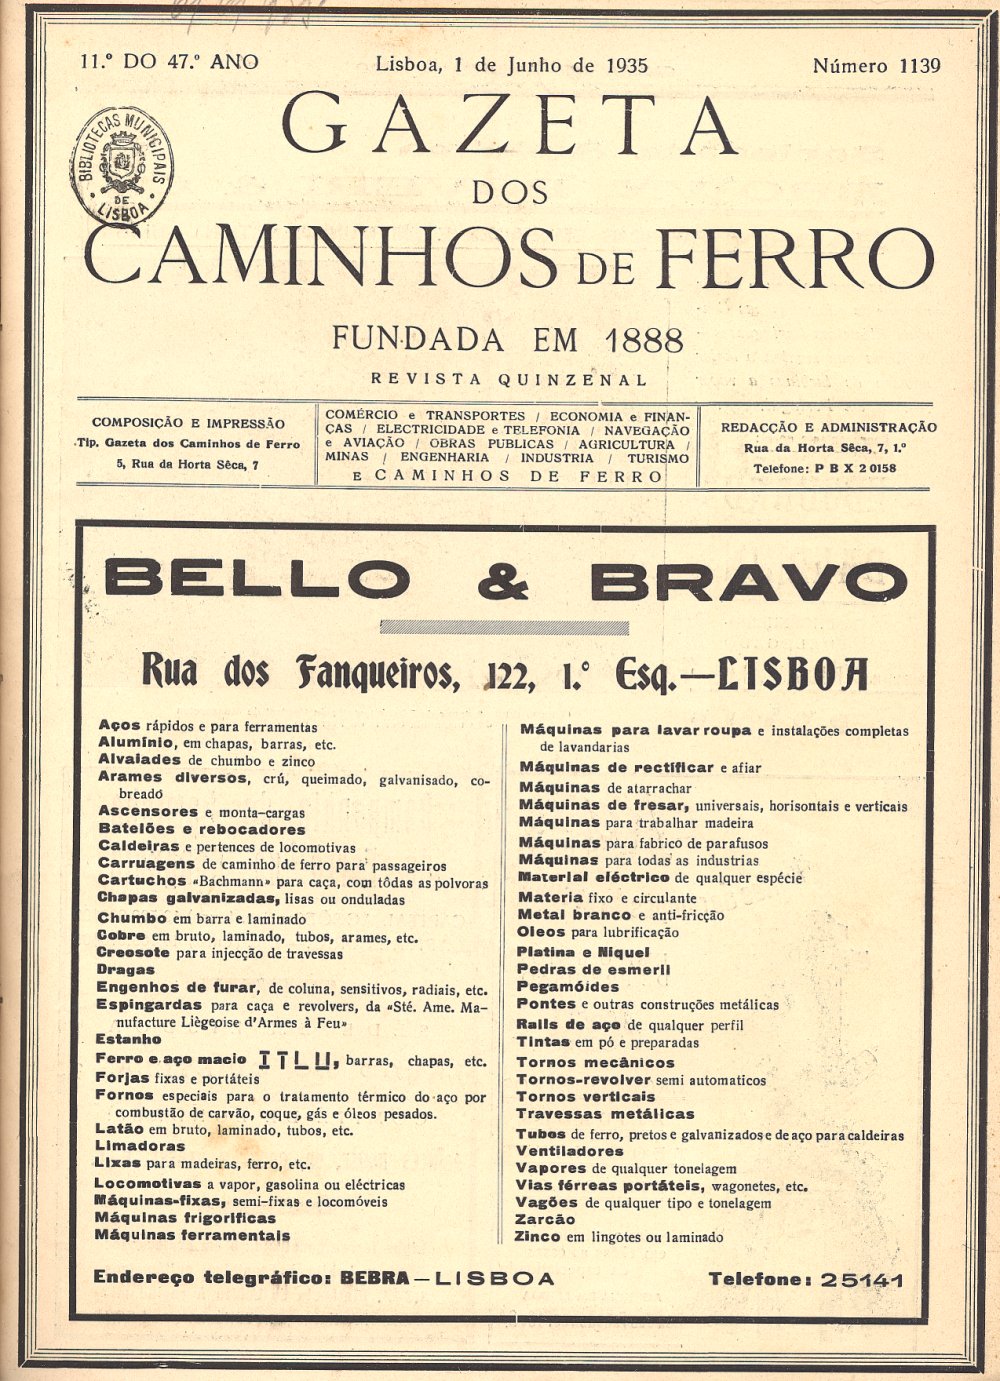 11.º DO 47.º ANO
Lisboa, 1 de Junho de 1935
Número 1139
GAZETA
DOS
CAMINHOS DE FERRO
BIBLIOTECAS MUNICIPAIS
DE
LISBOA
FUNDADA EM 1888
REVISTA QUINZENAL
COMPOSIÇÃO E IMPRESSÃO
Tip. Gazeta dos Caminhos de Ferro
5, Rua da Horta Sêca, 7
COMÉRCIO e TRANSPORTES / ECONOMIA e FINAN-
ÇAS / ELECTRICIDADE e TELEFONIA / NAVEGAÇÃO
e AVIAÇÃO / OBRAS PUBLICAS / AGRICULTURA /
MINAS / ENGENHARIA / INDUSTRIA / TURISMO
E CAMINHOS DE FERRO
REDACÇÃO E ADMINISTRAÇÃO
Rua da Horta Sêca, 7, 1.º
Telefone: P B X 2 0158
BELLO & BRAVO
Rua dos Fanqueiros, 122, 1.º Esq.—LISBOA
Aços rápidos e para ferramentas
Alumínio, em chapas, barras, etc.
Alvaiades de chumbo e zinco
Arames diversos, crú, queimado, galvanisado, co-
breado
Ascensores e monta-cargas
Batelões e rebocadores
Caldeiras e pertences de locomotivas
Carruagens de caminho de ferro para passageiros
Cartuchos «Bachmann» para caça, com tôdas as polvoras
Chapas galvanizadas, lisas ou onduladas
Chumbo em barra e laminado
Cobre em bruto, laminado, tubos, arames, etc.
Creosote para injecção de travessas
Dragas
Engenhos de furar, de coluna, sensitivos, radiais, etc.
Espingardas para caça e revolvers, da «Sté. Ame. Ma-
nufacture Liègeoise d'Armes à Feu»
Estanho
Ferro e aço macio I T L U, barras, chapas, etc.
Forjas fixas e portáteis
Fornos especiais para o tratamento térmico do aço por
combustão de carvão, coque, gás e óleos pesados.
Latão em bruto, laminado, tubos, etc.
Limadoras
Lixas para madeiras, ferro, etc.
Locomotivas a vapor, gasolina ou eléctricas
Máquinas-fixas, semi-fixas e locomóveis
Máquinas frigorificas
Máquinas ferramentais
Máquinas para lavar roupa e instalações completas
de lavandarias
Máquinas de rectificar e afiar
Máquinas de atarrachar
Máquinas de fresar, universais, horisontais e verticais
Máquinas para trabalhar madeira
Máquinas para fabrico de parafusos
Máquinas para todas as industrias
Material eléctrico de qualquer espécie
Materia fixo e circulante
Metal branco e anti-fricção
Oleos para lubrificação
Platina e Niquel
Pedras de esmeril
Pegamóides
Pontes e outras construções metálicas
Rails de aço de qualquer perfil
Tintas em pó e preparadas
Tornos mecânicos
Tornos-revolver semi automaticos
Tornos verticais
Travessas metálicas
Tubos de ferro, pretos e galvanizados e de aço para caldeiras
Ventiladores
Vapores de qualquer tonelagem
Vias férreas portáteis, wagonetes, etc.
Vagões de qualquer tipo e tonelagem
Zarcão
Zinco em lingotes ou laminado
Endereço telegráfico: BEBRA—LISBOA
Telefone: 25141